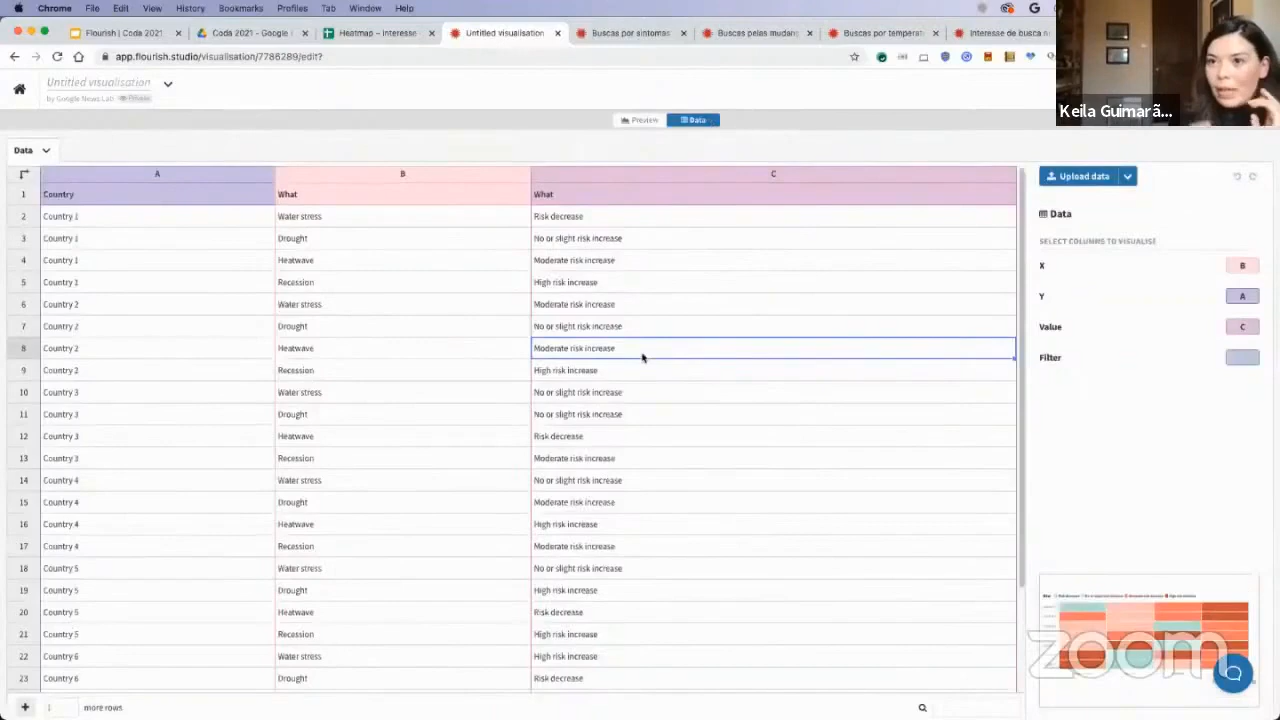 Chrome File Edit View History Bookmarks Profiles Tab Window Help
Flourish | Coda 2021 Coda 2021 - Google Heatmap – interes Untitled visualisation Buscas por sintomas Buscas pelas mudan Buscas por temperat Interesse de busca n
app.flourish.studio/visualisation/7786289/edit?
Untitled visualisation
by Google News Lab
Preview Data
Keila Guimarã...
Data
A B C
1 Country What What
2 Country 1 Water stress Risk decrease
3 Country 1 Drought No or slight risk increase
4 Country 1 Heatwave Moderate risk increase
5 Country 1 Recession High risk increase
6 Country 2 Water stress Moderate risk increase
7 Country 2 Drought No or slight risk increase
8 Country 2 Heatwave Moderate risk increase
9 Country 2 Recession High risk increase
10 Country 3 Water stress No or slight risk increase
11 Country 3 Drought No or slight risk increase
12 Country 3 Heatwave Risk decrease
13 Country 3 Recession Moderate risk increase
14 Country 4 Water stress No or slight risk increase
15 Country 4 Drought Moderate risk increase
16 Country 4 Heatwave High risk increase
17 Country 4 Recession Moderate risk increase
18 Country 5 Water stress No or slight risk increase
19 Country 5 Drought High risk increase
20 Country 5 Heatwave Risk decrease
21 Country 5 Recession High risk increase
22 Country 6 Water stress High risk increase
23 Country 6 Drought Risk decrease
1 more rows
Upload data
Data
SELECT COLUMNS TO VISUALISE
X B
Y A
Value C
Filter
zoom